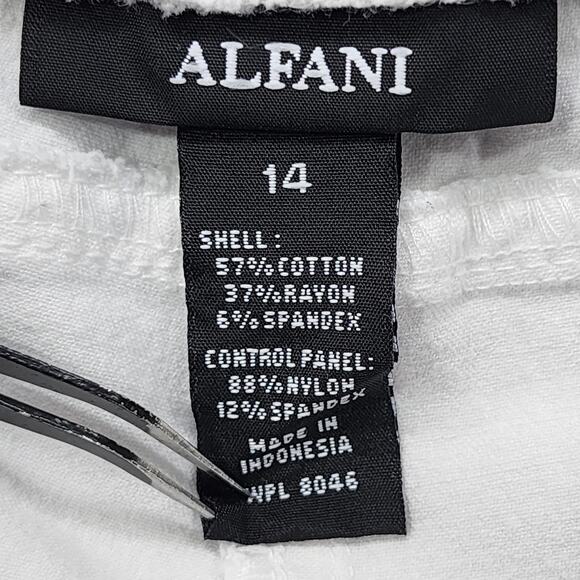 ALFANI
14
SHELL:
57% COTTON
37% RAYON
6% SPANDEX
CONTROL PANEL:
88% NYLON
12% SPANDEX
MADE IN
INDONESIA
WPL 8046